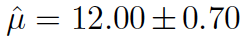 μ̂ = 12.00 ± 0.70